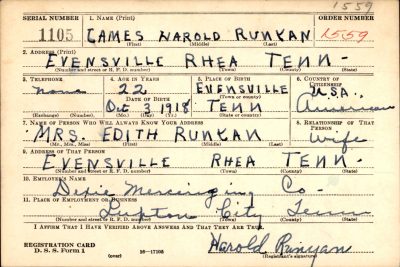 1559
SERIAL NUMBER 1. NAME (Print) ORDER NUMBER
1105 JAMES HAROLD RUNYAN 1559
(First) (Middle) (Last)
2. ADDRESS (Print)
EVENSVILLE RHEA TENN-
(Number and street or R. F. D. number) (Town) (County) (State)
3. TELEPHONE 4. AGE IN YEARS 5. PLACE OF BIRTH 6. COUNTRY OF CITIZENSHIP
none 22 EVENSVILLE U.S.A.
DATE OF BIRTH
Oct 3, 1918 TENN American
(Exchange) (Number) (Mo.) (Day) (Yr.) (State or country)
7. NAME OF PERSON WHO WILL ALWAYS KNOW YOUR ADDRESS 8. RELATIONSHIP OF THAT PERSON
MRS. EDITH RUNYAN Wife
(Mr., Mrs., Miss) (First) (Middle) (Last)
9. ADDRESS OF THAT PERSON
EVENSVILLE RHEA TENN-
(Number and street or R. F. D. number) (Town) (County) (State)
10. EMPLOYER'S NAME
Dixie Co-
11. PLACE OF EMPLOYMENT OR BUSINESS
Lupton City Tenn
(Number and street or R. F. D. number) (Town) (County) (State)
I AFFIRM THAT I HAVE VERIFIED ABOVE ANSWERS AND THAT THEY ARE TRUE.
REGISTRATION CARD Harold Runyan
D. S. S. Form 1 (over) 16—17105 (Registrant's signature)